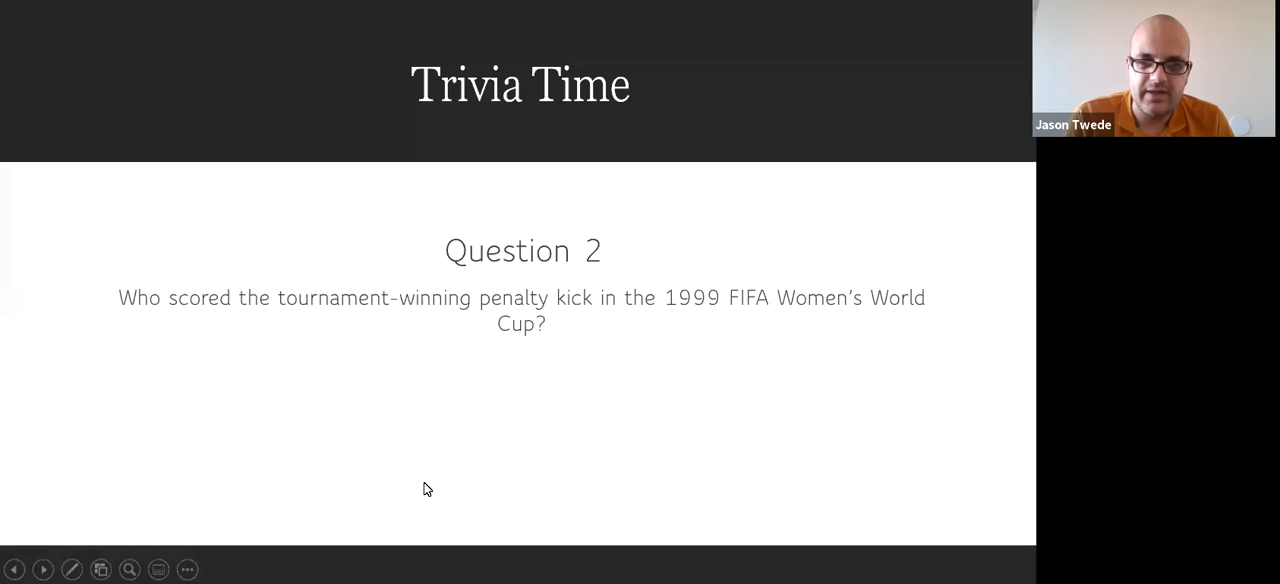 Trivia Time
Jason Twede
Question 2
Who scored the tournament-winning penalty kick in the 1999 FIFA Women's World
Cup?